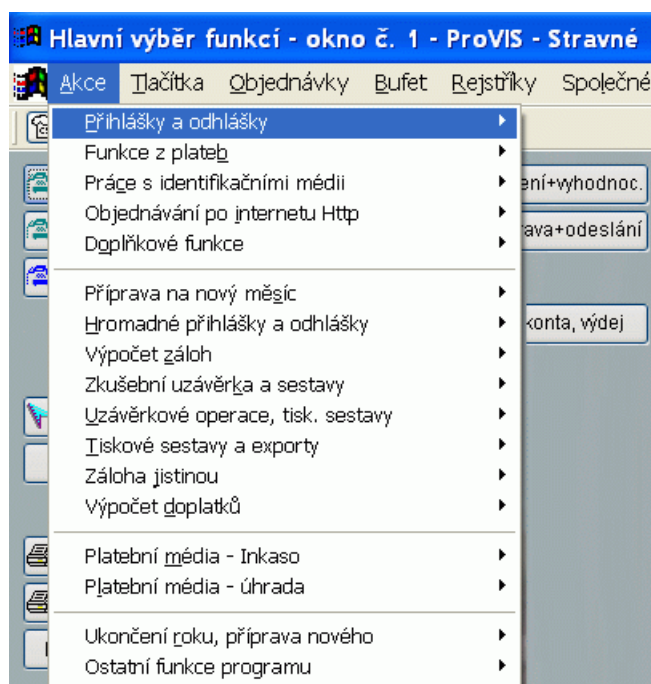 Hlavní výběr funkcí - okno č. 1 - ProVIS - Stravné
Akce Tlačítka Objednávky Bufet Rejstříky Společné
Přihlášky a odhlášky
Funkce z plateb
Práce s identifikačními médii
ení+vyhodnoc.
Objednávání po internetu Http
ava+odeslání
Doplňkové funkce
Příprava na nový měsíc
Hromadné přihlášky a odhlášky
konta, výdej
Výpočet záloh
Zkušební uzávěrka a sestavy
Uzávěrkové operace, tisk. sestavy
Tiskové sestavy a exporty
Záloha jistinou
Výpočet doplatků
Platební média - Inkaso
Platební média - úhrada
Ukončení roku, příprava nového
Ostatní funkce programu